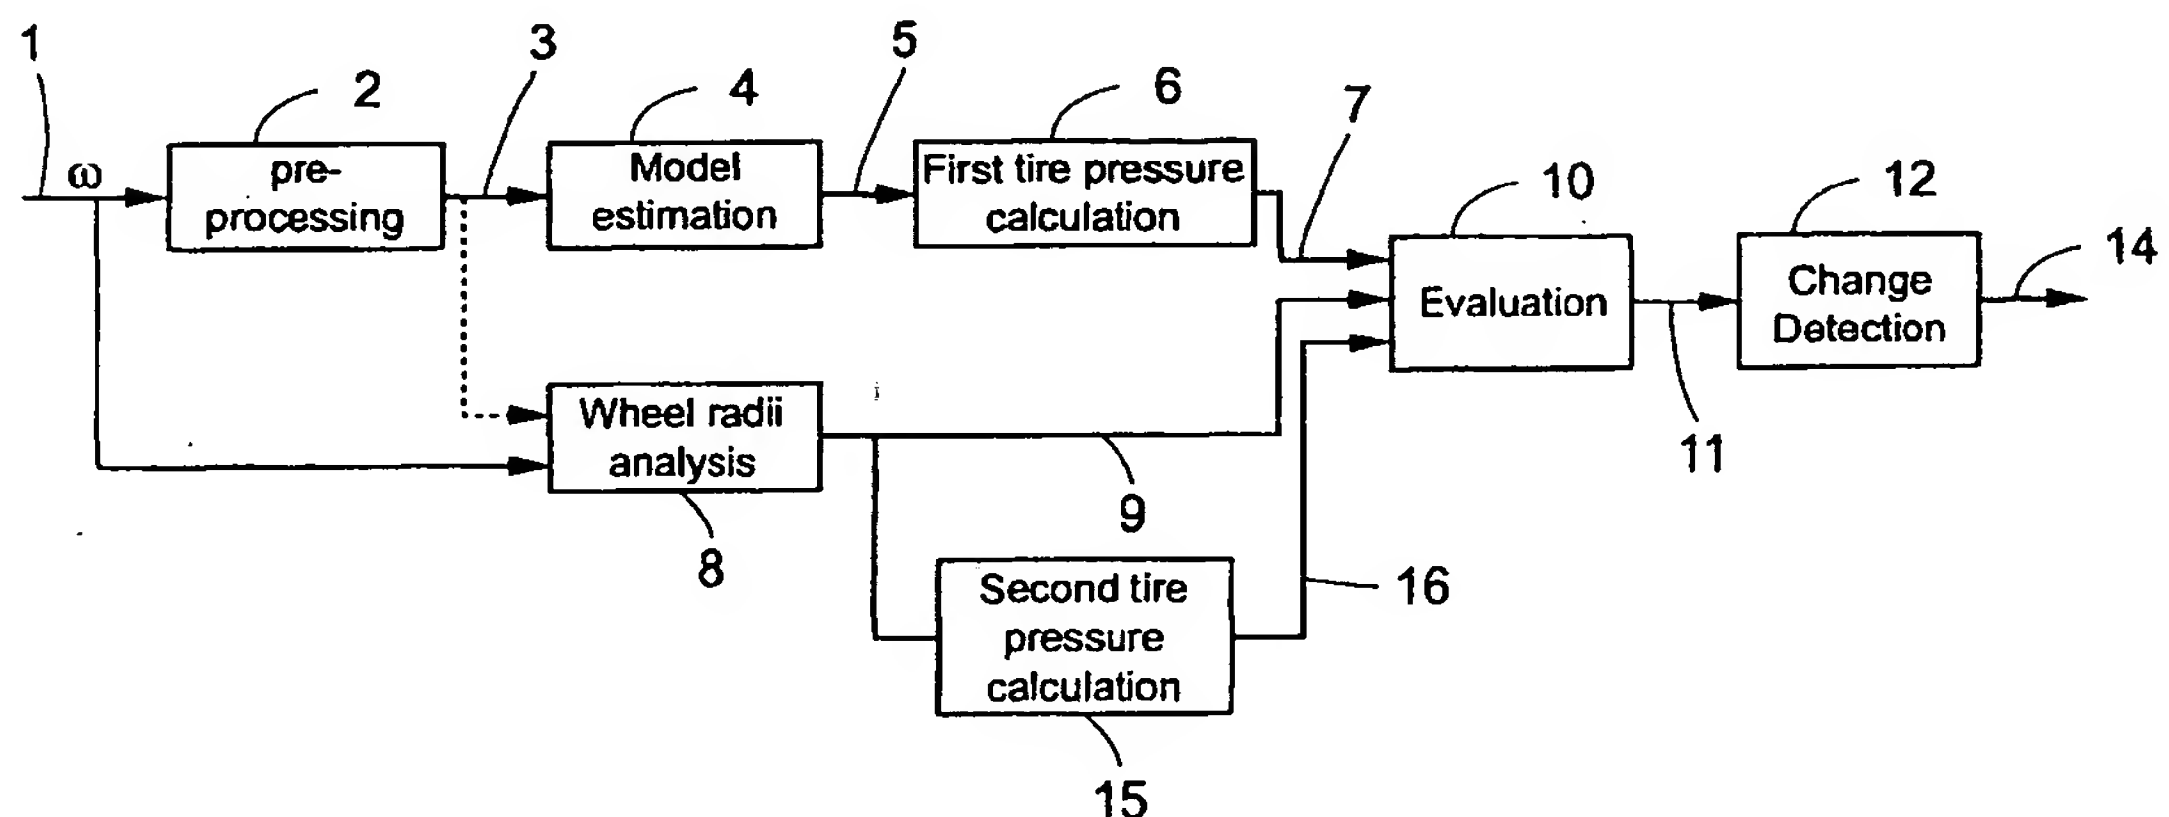 1
ω
2
pre-
processing
3
4
Model
estimation
5
6
First tire pressure
calculation
7
10
Evaluation
12
Change
Detection
14
11
Wheel radii
analysis
8
9
Second tire
pressure
calculation
16
15